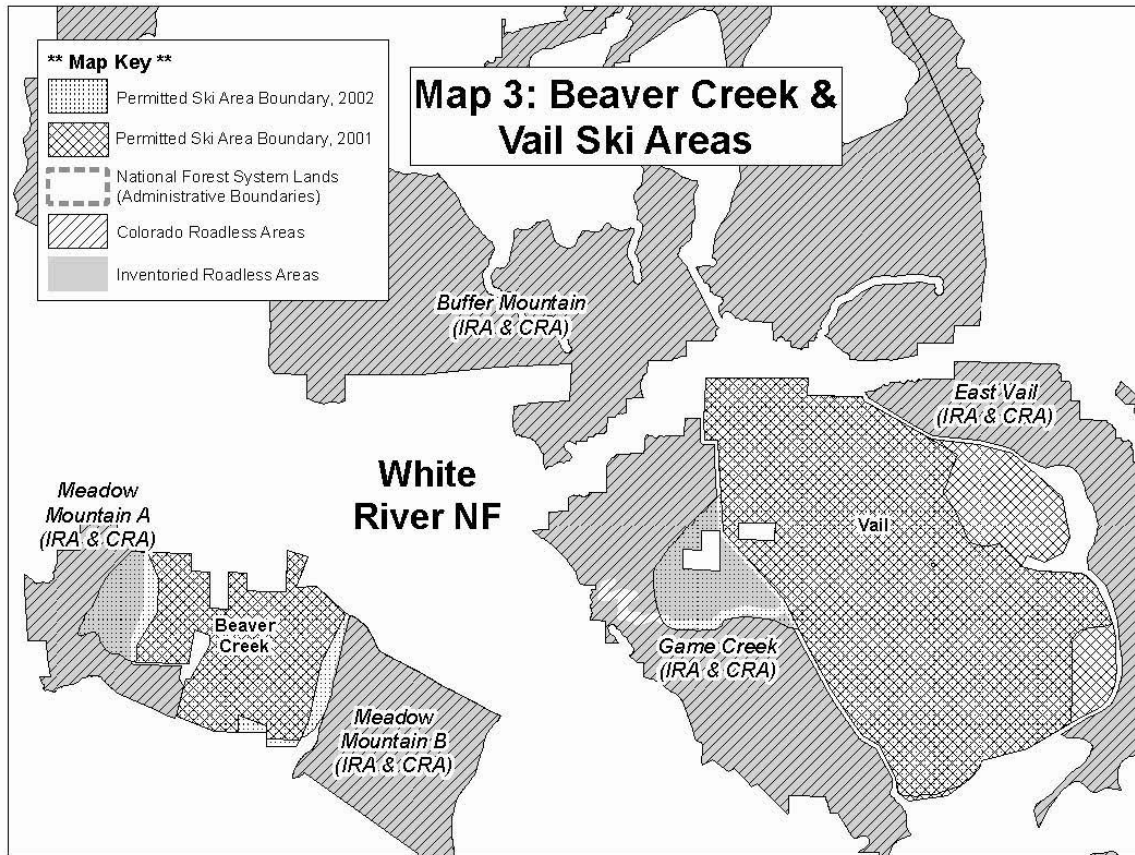 ** Map Key **
Permitted Ski Area Boundary, 2002
Permitted Ski Area Boundary, 2001
National Forest System Lands
(Administrative Boundaries)
Colorado Roadless Areas
Inventoried Roadless Areas
Map 3: Beaver Creek &
Vail Ski Areas
Buffer Mountain
(IRA & CRA)
East Vail
(IRA & CRA)
White
River NF
Meadow
Mountain A
(IRA & CRA)
Vail
Beaver
Creek
Game Creek
(IRA & CRA)
Meadow
Mountain B
(IRA & CRA)